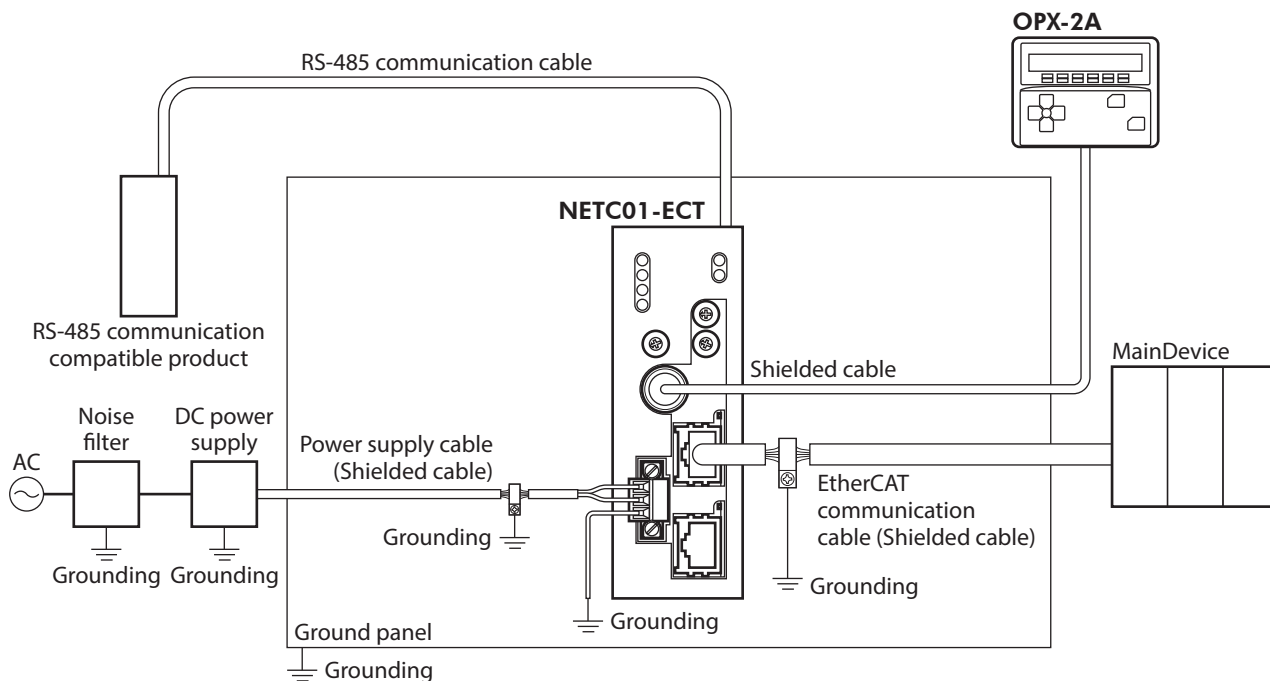 OPX-2A
RS-485 communication cable
NETC01-ECT
RS-485 communication
compatible product
MainDevice
Shielded cable
Noise
filter
DC power
supply
AC
Power supply cable
(Shielded cable)
EtherCAT
communication
cable (Shielded cable)
Grounding
Grounding
Grounding
Grounding
Grounding
Ground panel
Grounding